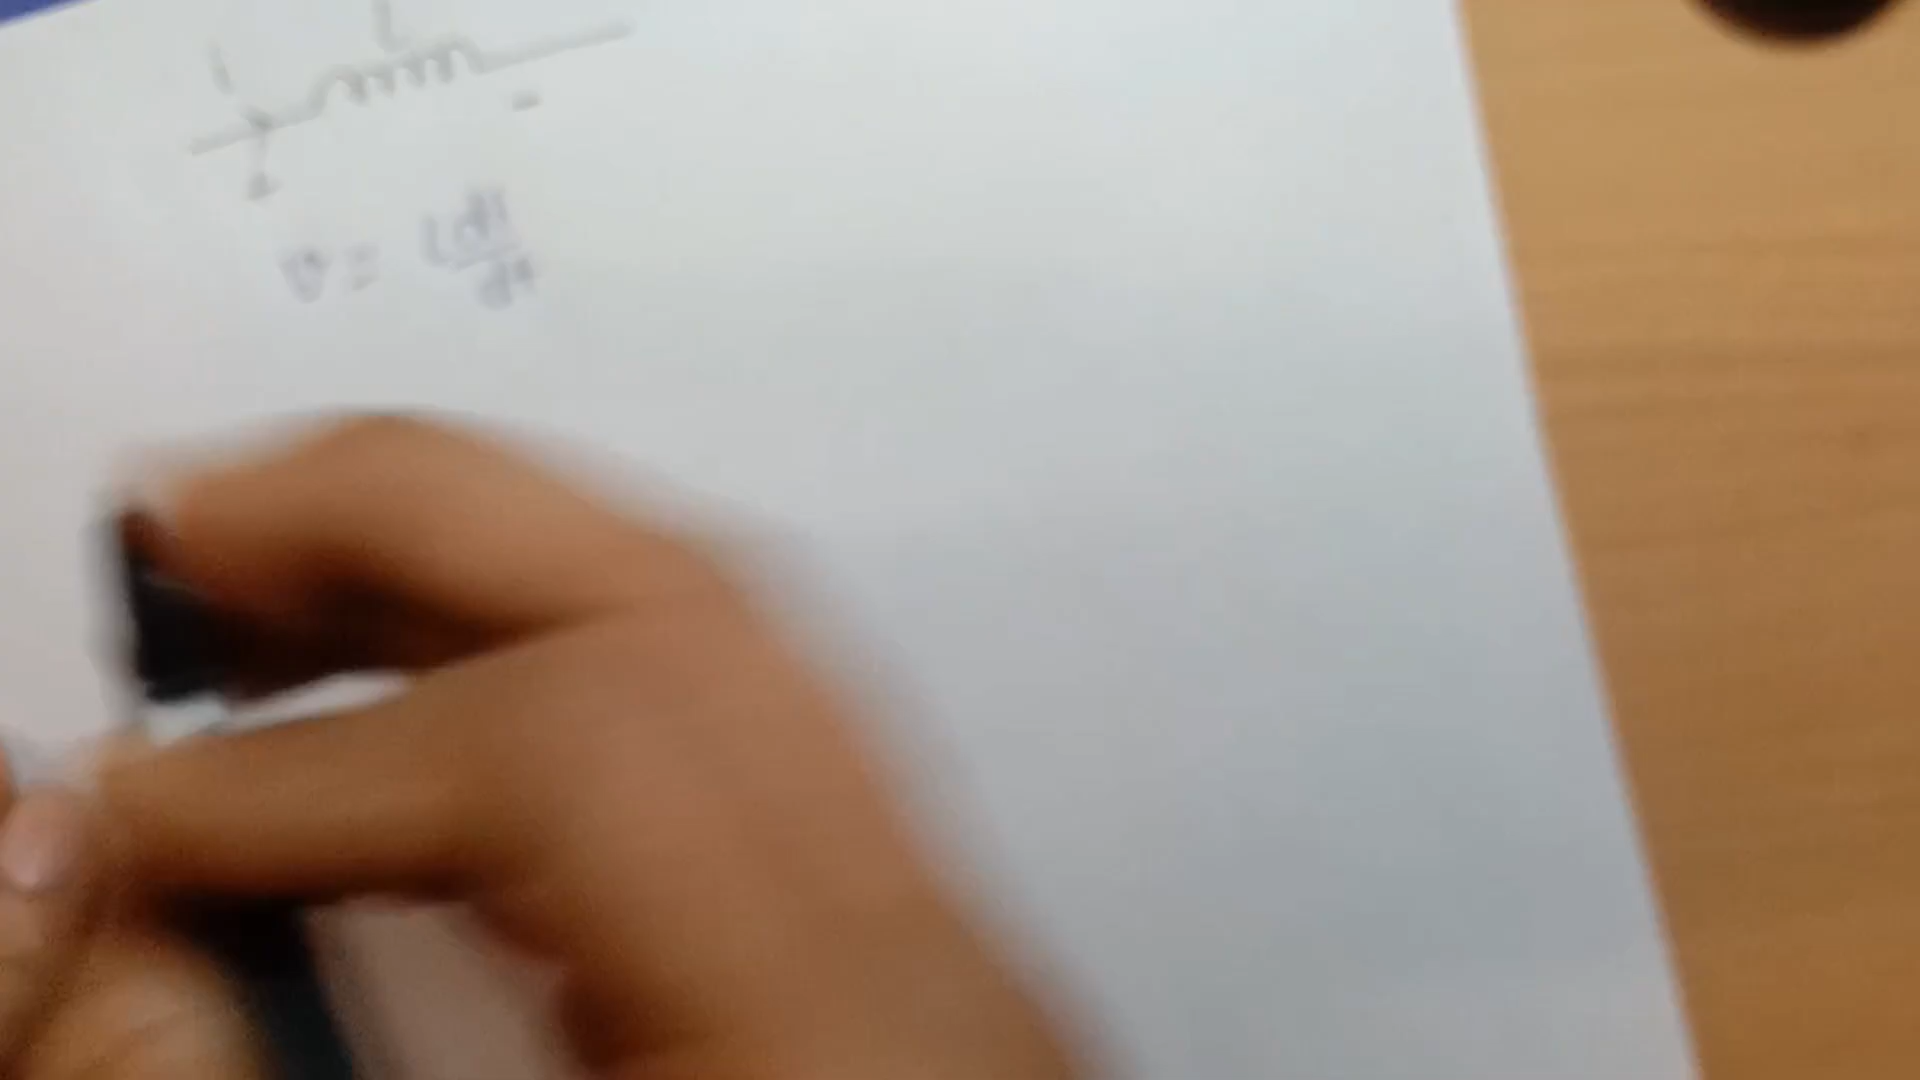 i L
-
v = L di/dt